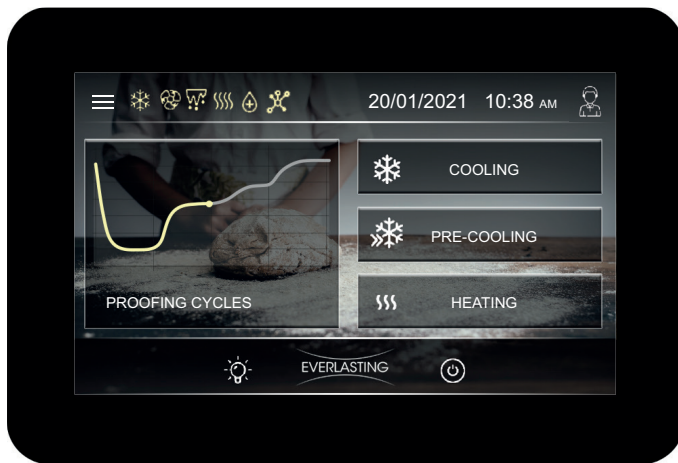 20/01/2021 10:38 AM
COOLING
PRE-COOLING
PROOFING CYCLES
HEATING
EVERLASTING